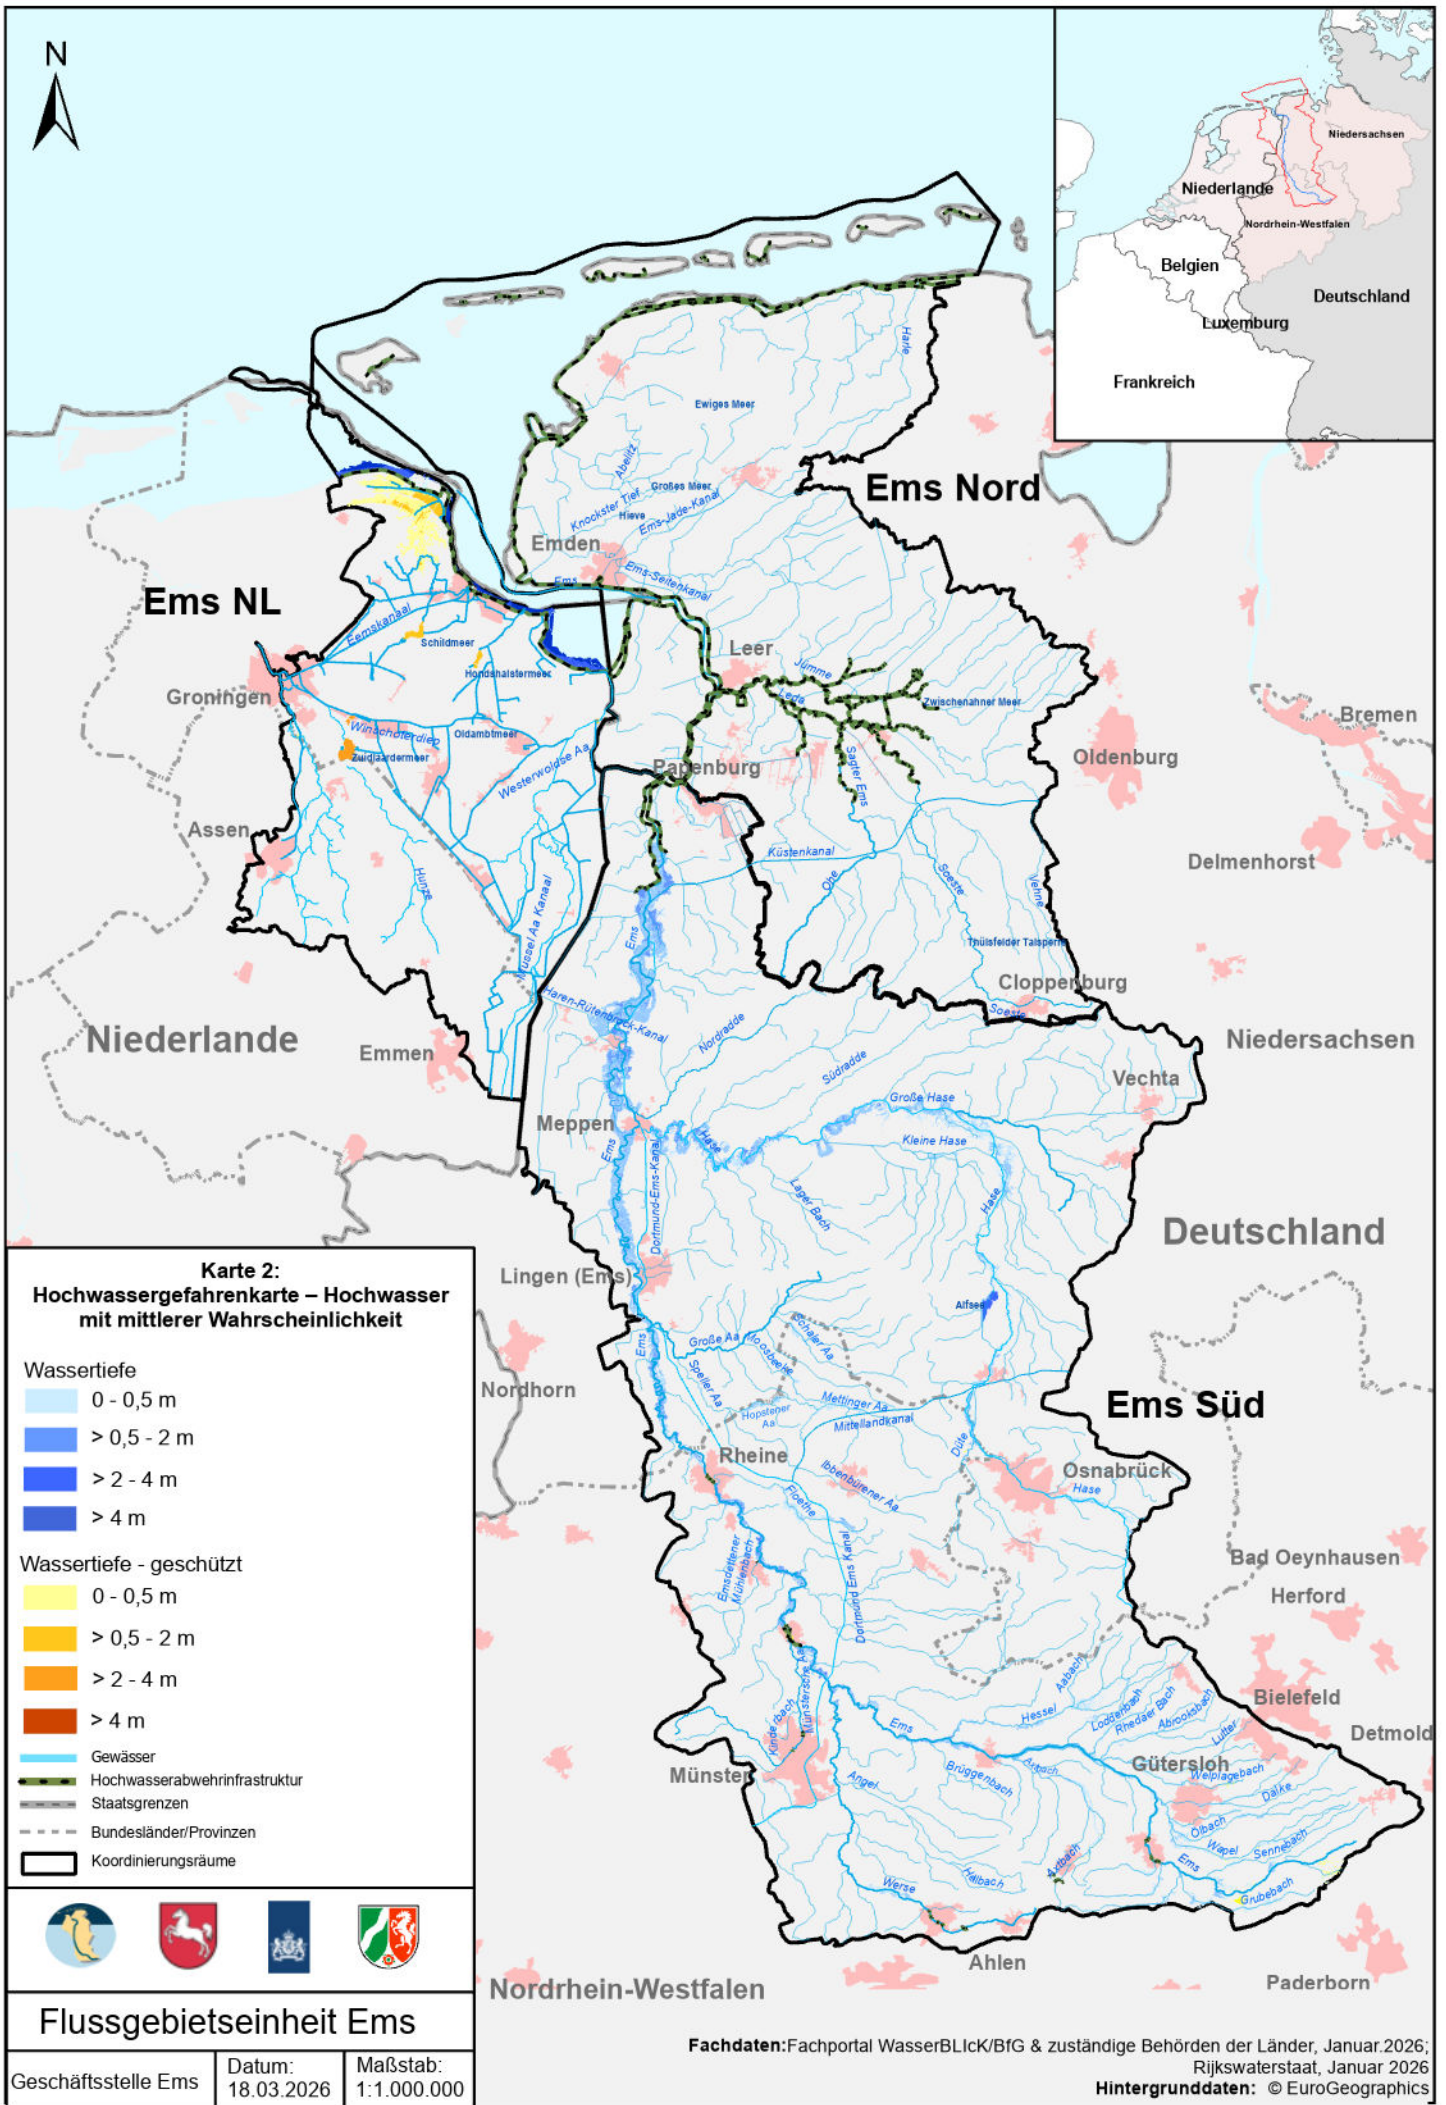 N
Niedersachsen
Niederlande
Nordrhein-Westfalen
Belgien
Deutschland
Luxemburg
Frankreich
Harle
Ewiges Meer
Abelitz
Großes Meer
Knockster Tief
Hieve
Ems-Jade-Kanal
Ems Nord
Emden
Ems
Ems-Seitenkanal
Ems NL
Eemskanaal
Schildmeer
Hondshalstermeer
Groningen
Leer
Jümme
Leda
Zwischenahner Meer
Winschoterdiep
Oldambtmeer
Zuidlaardermeer
Westerwoldse Aa
Papenburg
Sagter Ems
Oldenburg
Bremen
Assen
Hunze
Mussel Aa Kanaal
Küstenkanal
Ohe
Soeste
Vehne
Delmenhorst
Ems
Thülsfelder Talsperre
Cloppenburg
Soeste
Haren-Rütenbrock-Kanal
Nordradde
Südradde
Niederlande
Emmen
Niedersachsen
Vechta
Große Hase
Kleine Hase
Meppen
Hase
Ems
Dortmund-Ems-Kanal
Lager Bach
Hase
Deutschland
Lingen (Ems)
Alfsee
Ems
Große Aa
Moosbeeke
Schaler Aa
Speller Aa
Nordhorn
Mettinger Aa
Hopstener
Aa
Mittellandkanal
Ems Süd
Düte
Rheine
Ibbenbürener Aa
Floethe
Osnabrück
Hase
Emsdettener
Mühlenbach
Dortmund Ems Kanal
Bad Oeynhausen
Herford
Münstersche Aa
Kinderbach
Ems
Hessel
Aabach
Loddenbach
Rhedaer Bach
Abrooksbach
Lutter
Bielefeld
Detmold
Münster
Angel
Brüggenbach
Axtbach
Gütersloh
Welplagebach
Dalke
Ölbach
Wapel
Sennebach
Ems
Grubebach
Werse
Hellbach
Axtbach
Ahlen
Paderborn
Nordrhein-Westfalen
Karte 2:
Hochwassergefahrenkarte – Hochwasser
mit mittlerer Wahrscheinlichkeit
Wassertiefe
0 - 0,5 m
> 0,5 - 2 m
> 2 - 4 m
> 4 m
Wassertiefe - geschützt
0 - 0,5 m
> 0,5 - 2 m
> 2 - 4 m
> 4 m
Gewässer
Hochwasserabwehrinfrastruktur
Staatsgrenzen
Bundesländer/Provinzen
Koordinierungsräume
Flussgebietseinheit Ems
Geschäftsstelle Ems
Datum:
18.03.2026
Maßstab:
1:1.000.000
Fachdaten:Fachportal WasserBLIcK/BfG & zuständige Behörden der Länder, Januar.2026;
Rijkswaterstaat, Januar 2026
Hintergrunddaten: © EuroGeographics